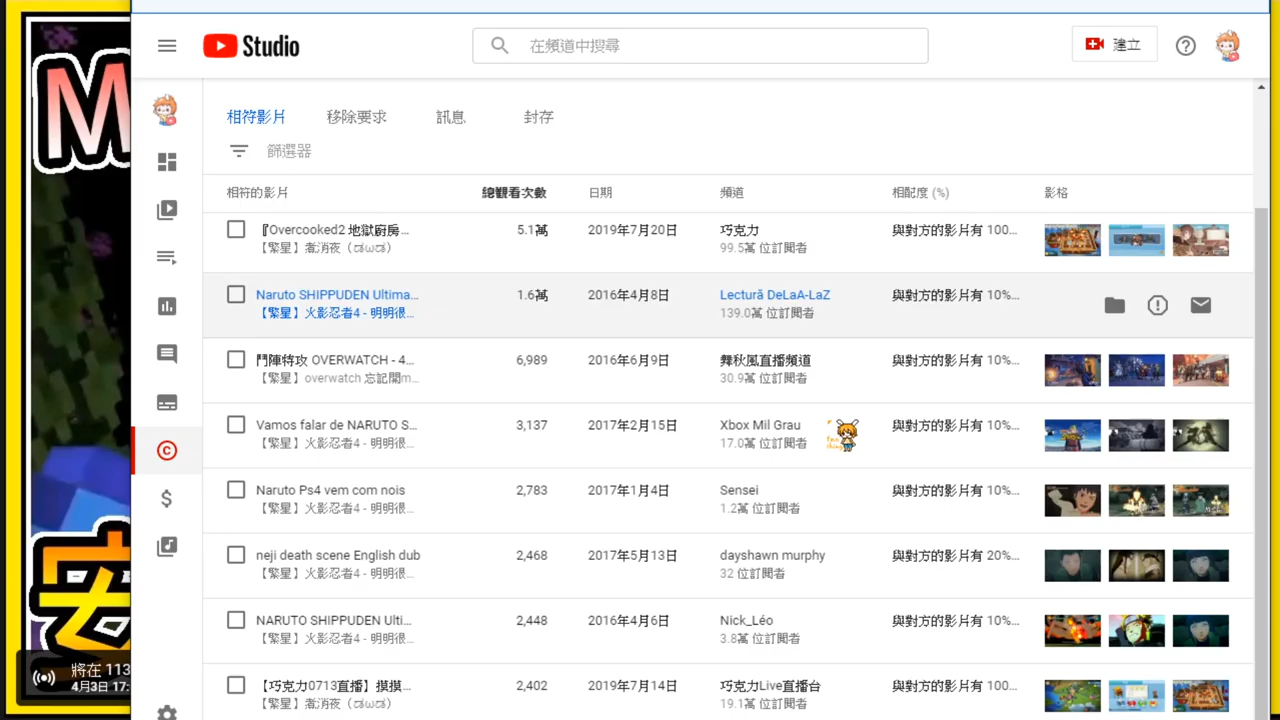 M
Studio
在頻道中搜尋
建立
相符影片 移除要求 訊息 封存
篩選器
相符的影片 總觀看次數 日期 頻道 相配度 (%) 影格
『Overcooked2 地獄廚房... 5.1萬 2019年7月20日 巧克力 與對方的影片有 100...
99.5萬 位訂閱者
Naruto SHIPPUDEN Ultima... 1.6萬 2016年4月8日 Lectură DeLaA-LaZ 與對方的影片有 10%...
【繁星】火影忍者4 - 明明很... 139.0萬 位訂閱者
鬥陣特攻 OVERWATCH - 4... 6,989 2016年6月9日 舞秋風直播頻道 與對方的影片有 10%...
【繁星】overwatch 忘記開m... 30.9萬 位訂閱者
Vamos falar de NARUTO S... 3,137 2017年2月15日 Xbox Mil Grau 與對方的影片有 10%...
【繁星】火影忍者4 - 明明很... 17.0萬 位訂閱者
Naruto Ps4 vem com nois 2,783 2017年1月4日 Sensei 與對方的影片有 10%...
【繁星】火影忍者4 - 明明很... 1.2萬 位訂閱者
neji death scene English dub 2,468 2017年5月13日 dayshawn murphy 與對方的影片有 20%...
【繁星】火影忍者4 - 明明很... 32 位訂閱者
NARUTO SHIPPUDEN Ulti... 2,448 2016年4月6日 Nick_Léo 與對方的影片有 10%...
【繁星】火影忍者4 - 明明很... 3.8萬 位訂閱者
【巧克力0713直播】摸摸... 2,402 2019年7月14日 巧克力Live直播台 與對方的影片有 100...
19.1萬 位訂閱者
安
將在 113
4月3日 17: